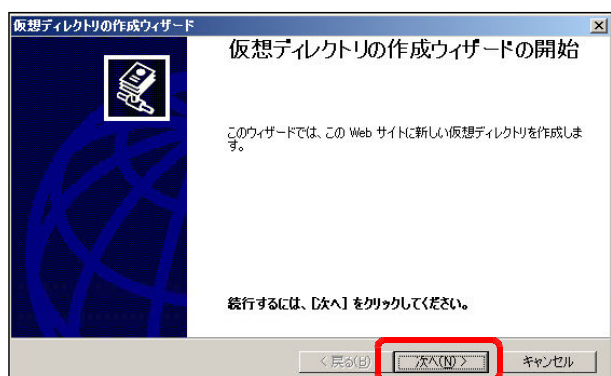 仮想ディレクトリの作成ウィザード
仮想ディレクトリの作成ウィザードの開始
このウィザードでは、この Web サイトに新しい仮想ディレクトリを作成しま
す。
続行するには、[次へ] をクリックしてください。
< 戻る(B)
次へ(N) >
キャンセル